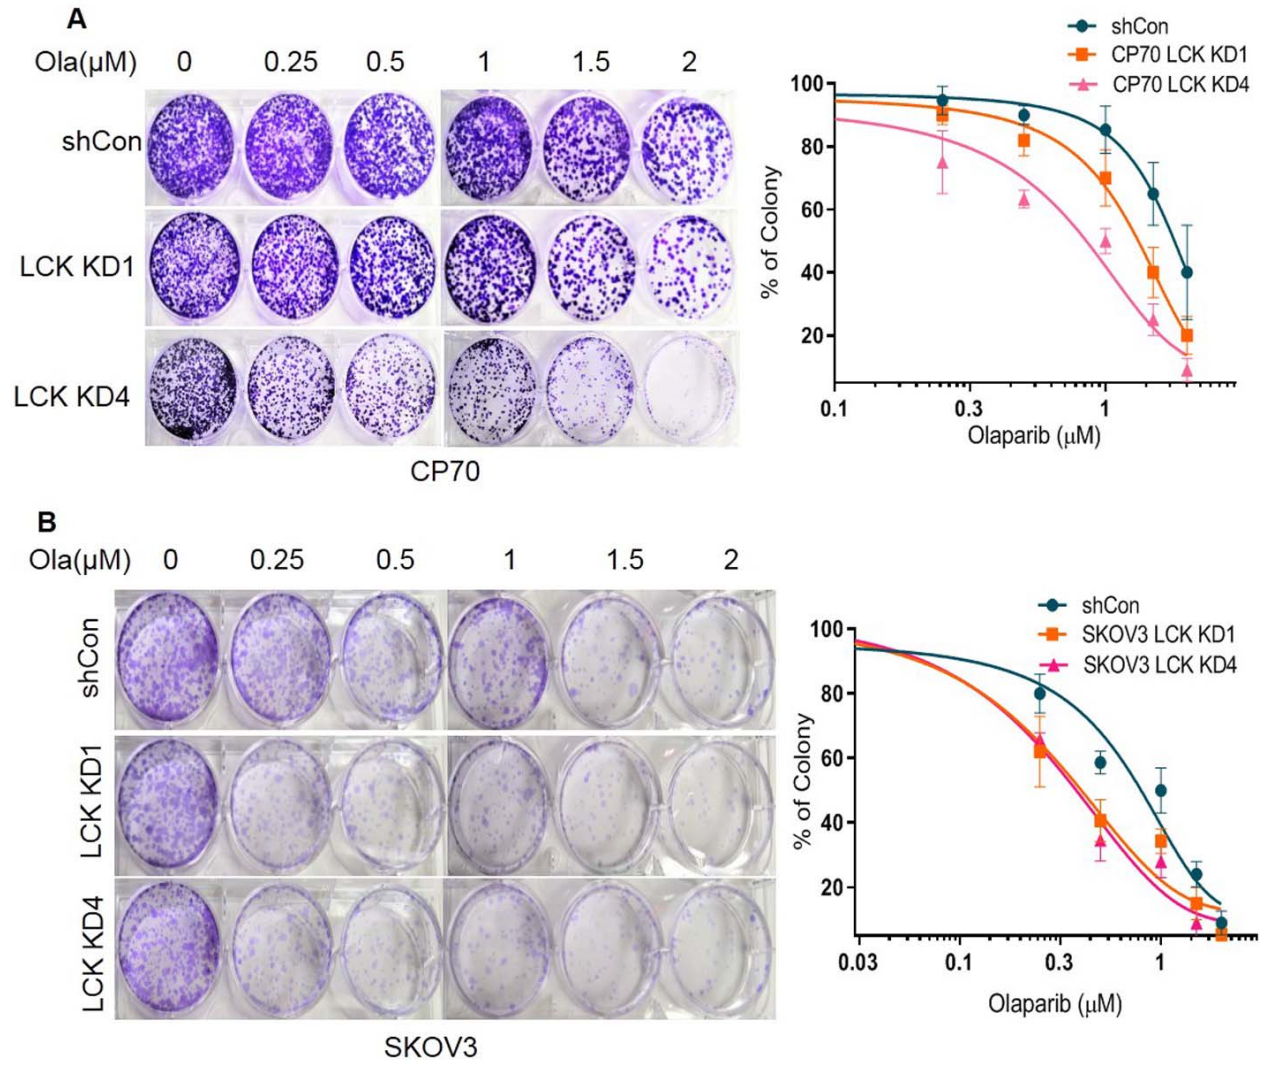 A
Ola(μM) 0 0.25 0.5 1 1.5 2
shCon
LCK KD1
LCK KD4
CP70
shCon
CP70 LCK KD1
CP70 LCK KD4
% of Colony
100
80
60
40
20
0.1 0.3 1
Olaparib (μM)
B
Ola(μM) 0 0.25 0.5 1 1.5 2
shCon
LCK KD1
LCK KD4
SKOV3
shCon
SKOV3 LCK KD1
SKOV3 LCK KD4
% of Colony
100
80
60
40
20
0.03 0.1 0.3 1
Olaparib (μM)